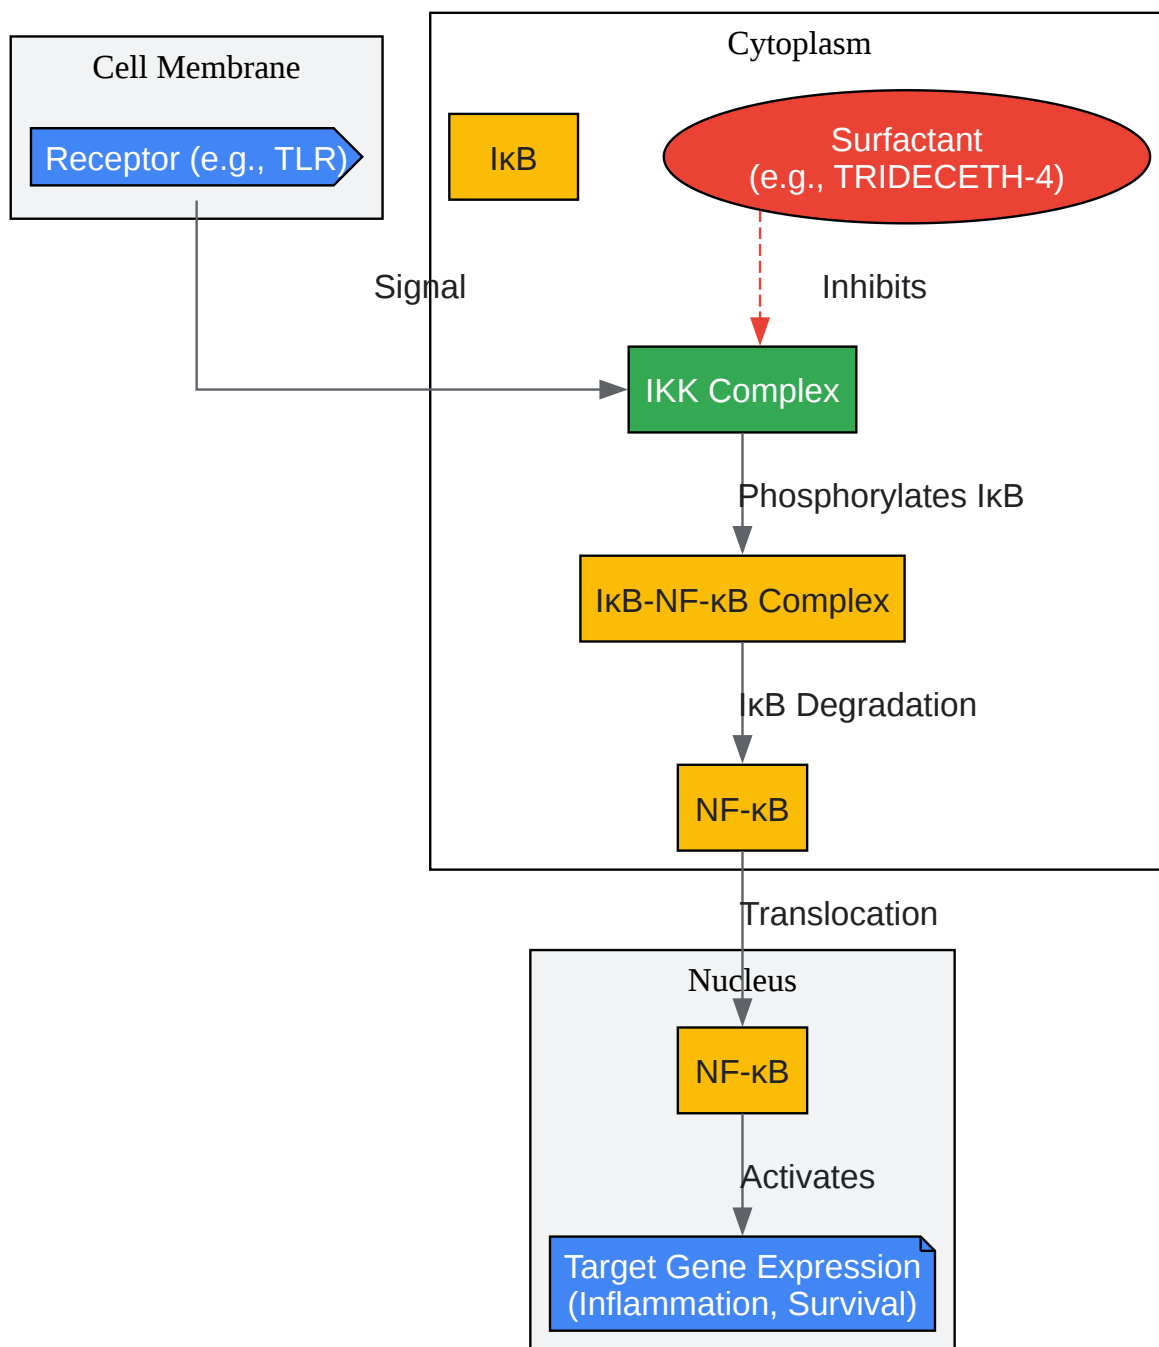 Cell Membrane
Receptor (e.g., TLR)
Cytoplasm
IκB
Surfactant
(e.g., TRIDECETH-4)
Signal
Inhibits
IKK Complex
Phosphorylates IκB
IκB-NF-κB Complex
IκB Degradation
NF-κB
Translocation
Nucleus
NF-κB
Activates
Target Gene Expression
(Inflammation, Survival)